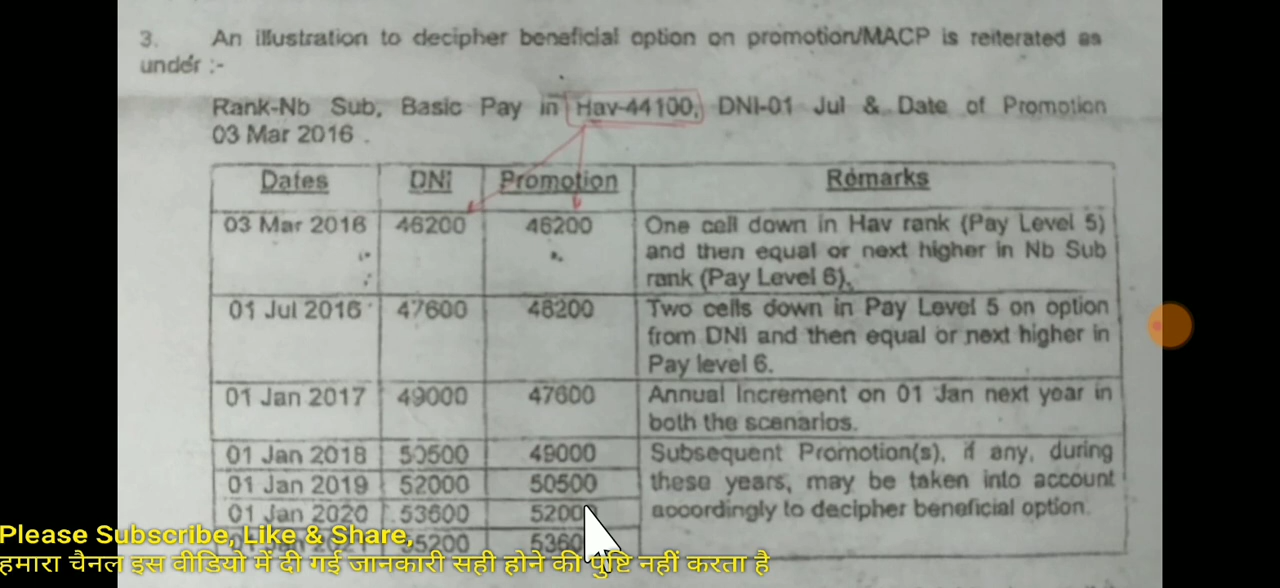 3. An illustration to decipher beneficial option on promotion/MACP is reiterated as
under :-
Rank-Nb Sub, Basic Pay in Hav-44100, DNI-01 Jul & Date of Promotion
03 Mar 2016 .
Dates DNI Promotion Remarks
03 Mar 2016 46200 46200 One cell down in Hav rank (Pay Level 5)
and then equal or next higher in Nb Sub
rank (Pay Level 6).
01 Jul 2016 47600 46200 Two cells down in Pay Level 5 on option
from DNI and then equal or next higher in
Pay level 6.
01 Jan 2017 49000 47600 Annual Increment on 01 Jan next year in
both the scenarios.
01 Jan 2018 50500 49000 Subsequent Promotion(s), if any, during
01 Jan 2019 52000 50500 these years, may be taken into account
01 Jan 2020 53600 52000 accordingly to decipher beneficial option.
55200 5360
Please Subscribe, Like & Share,
हमारा चैनल इस वीडियो में दी गई जानकारी सही होने की पुष्टि नहीं करता है